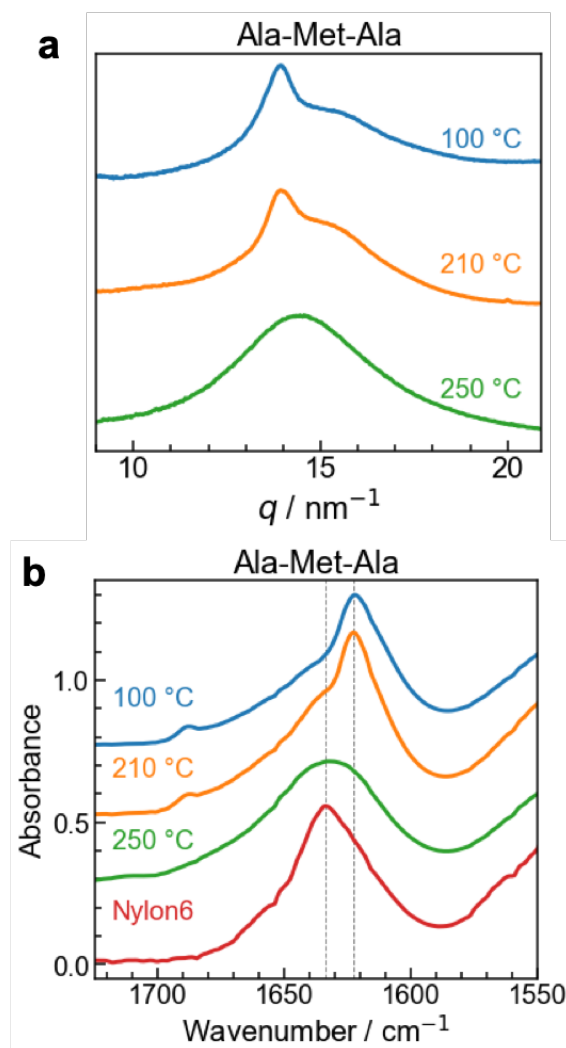 a
Ala-Met-Ala
100 °C
210 °C
250 °C
10 15 20
q / nm⁻¹
b
Ala-Met-Ala
1.0
100 °C
210 °C
0.5
250 °C
Nylon6
0.0
Absorbance
1700 1650 1600 1550
Wavenumber / cm⁻¹